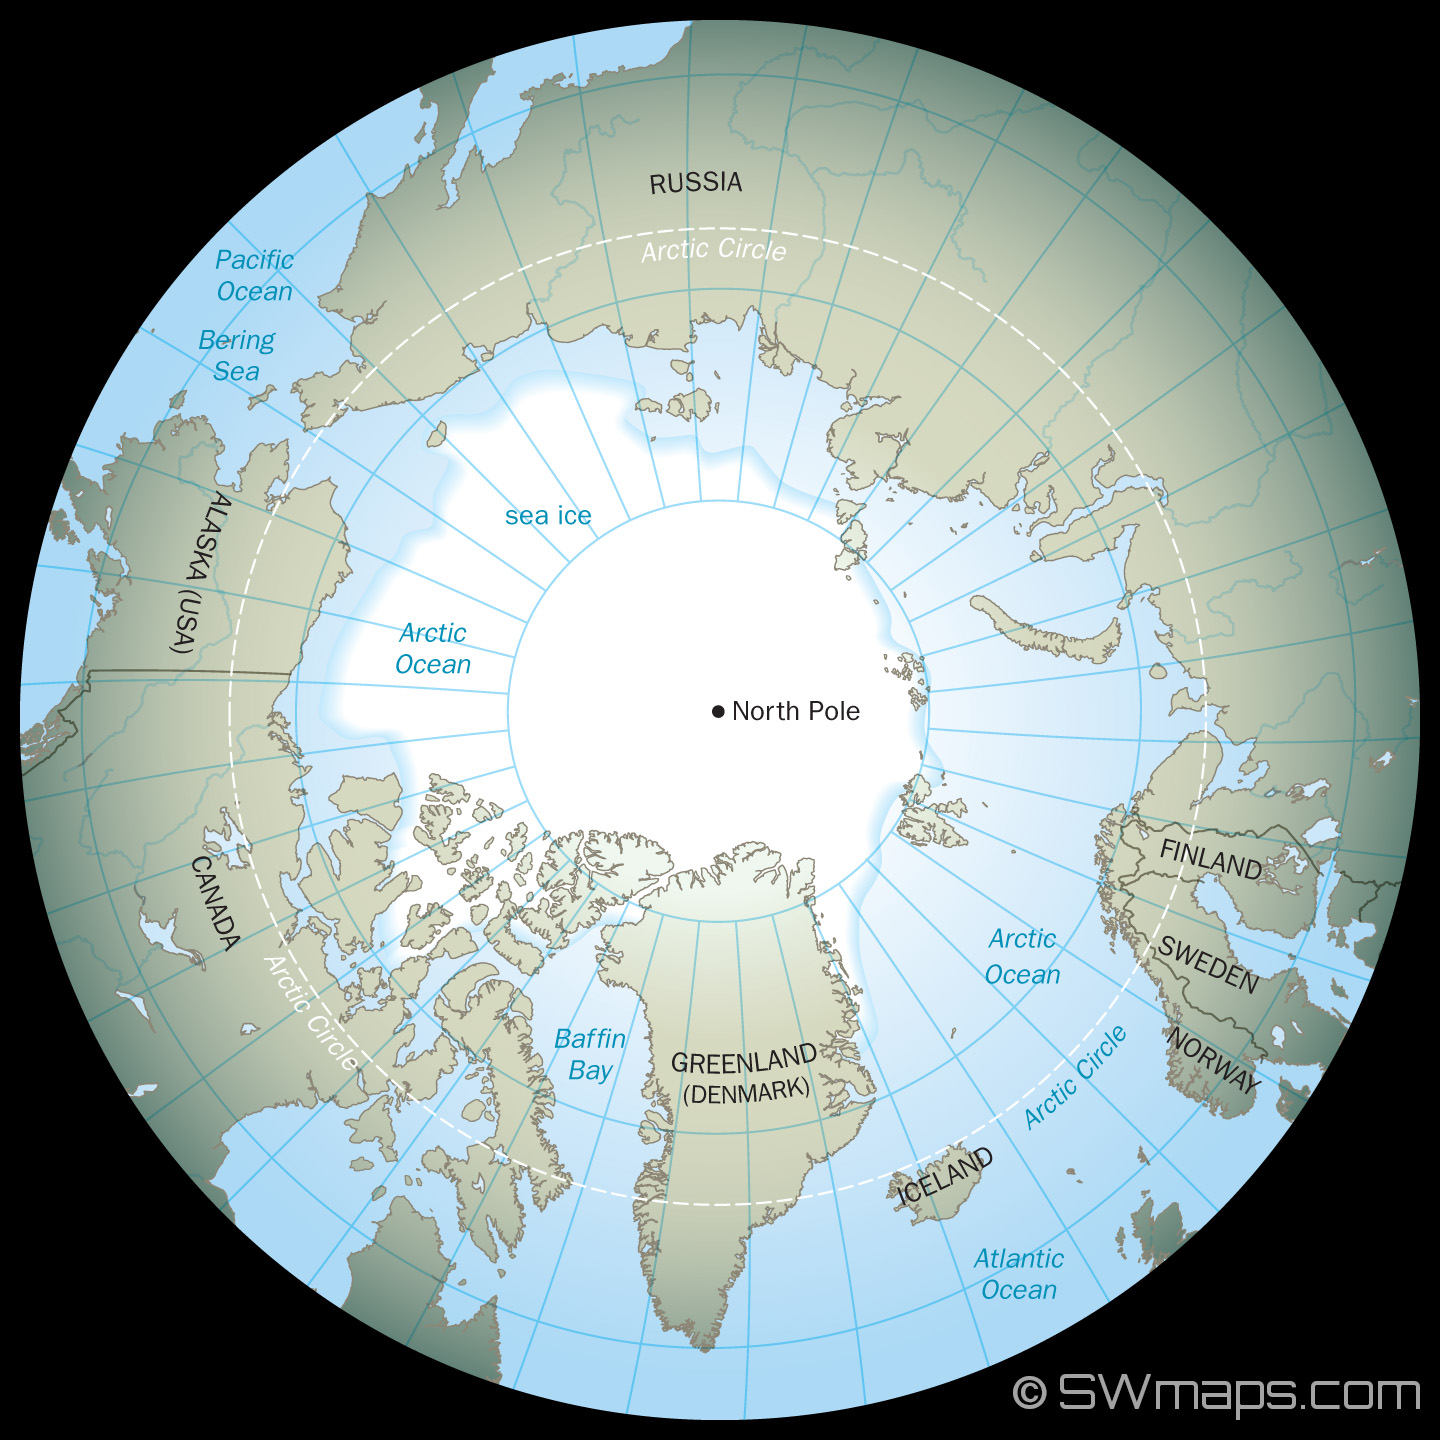 RUSSIA
Arctic Circle
Pacific
Ocean
Bering
Sea
sea ice
ALASKA (USA)
Arctic
Ocean
North Pole
CANADA
FINLAND
Arctic
Ocean
SWEDEN
Arctic Circle
Baffin
Bay
GREENLAND
(DENMARK)
NORWAY
Arctic Circle
ICELAND
Atlantic
Ocean
© SWmaps.com